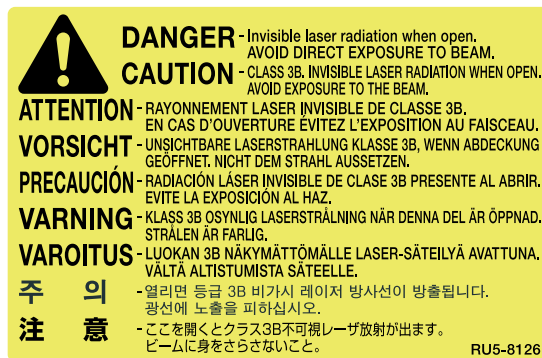 DANGER - Invisible laser radiation when open.
AVOID DIRECT EXPOSURE TO BEAM.
CAUTION - CLASS 3B. INVISIBLE LASER RADIATION WHEN OPEN.
AVOID EXPOSURE TO THE BEAM.
ATTENTION - RAYONNEMENT LASER INVISIBLE DE CLASSE 3B.
EN CAS D'OUVERTURE ÉVITEZ L'EXPOSITION AU FAISCEAU.
VORSICHT - UNSICHTBARE LASERSTRAHLUNG KLASSE 3B, WENN ABDECKUNG
GEÖFFNET. NICHT DEM STRAHL AUSSETZEN.
PRECAUCIÓN - RADIACIÓN LÁSER INVISIBLE DE CLASE 3B PRESENTE AL ABRIR.
EVITE LA EXPOSICIÓN AL HAZ.
VARNING - KLASS 3B OSYNLIG LASERSTRÅLNING NÄR DENNA DEL ÄR ÖPPNAD.
STRÅLEN ÄR FARLIG.
VAROITUS - LUOKAN 3B NÄKYMÄTTÖMÄLLE LASER-SÄTEILYÄ AVATTUNA.
VÄLTÄ ALTISTUMISTA SÄTEELLE.
주 의 - 열리면 등급 3B 비가시 레이저 방사선이 방출됩니다.
광선에 노출을 피하십시오.
注 意 - ここを開くとクラス3B不可視レーザ放射が出ます。
ビームに身をさらさないこと。
RU5-8126